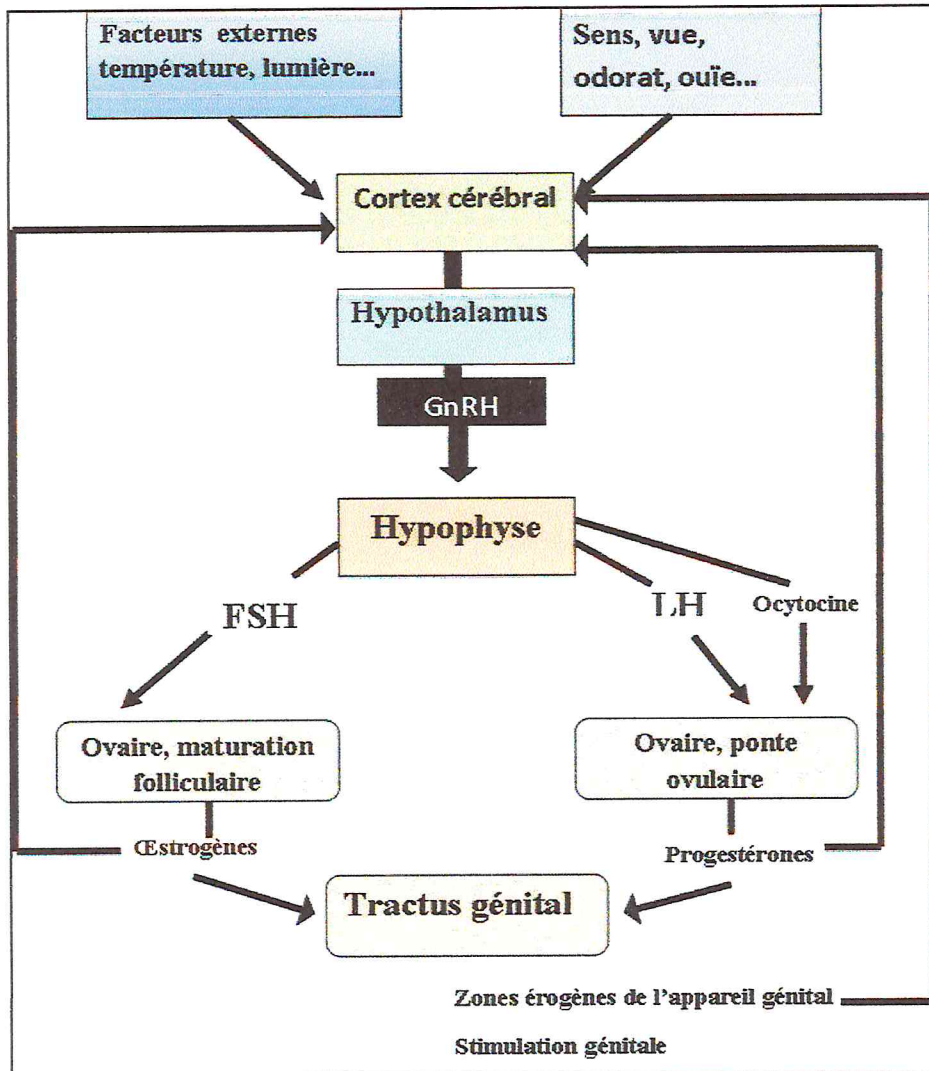 Facteurs externes
température, lumière...
Sens, vue,
odorat, ouïe...
Cortex cérébral
Hypothalamus
GnRH
Hypophyse
FSH
LH
Ocytocine
Ovaire, maturation
folliculaire
Ovaire, ponte
ovulaire
Œstrogènes
Progestérones
Tractus génital
Zones érogènes de l'appareil génital
Stimulation génitale